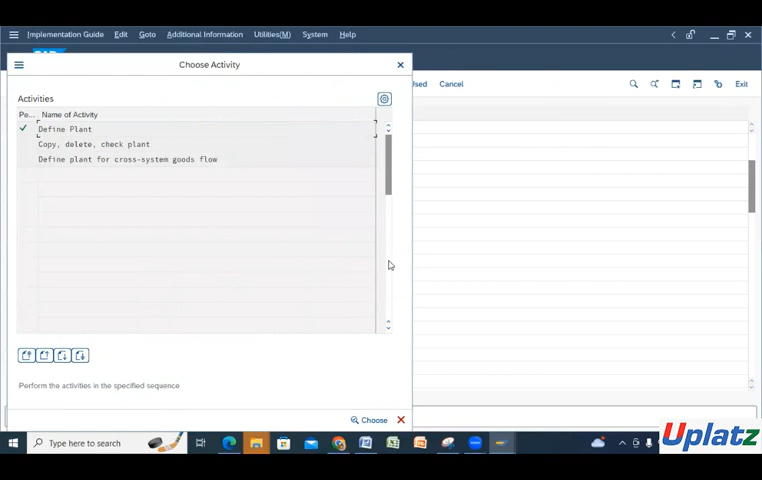 Implementation Guide Edit Goto Additional Information Utilities(M) System Help
Choose Activity
Used Cancel Exit
Activities
Pe... Name of Activity
Define Plant
Copy, delete, check plant
Define plant for cross-system goods flow
Perform the activities in the specified sequence
Choose
Type here to search
Uplatz